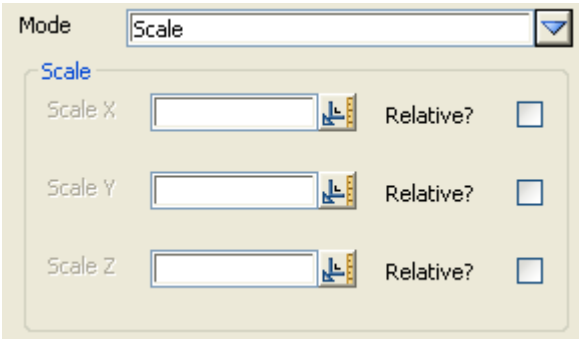 Mode Scale
Scale
Scale X Relative?
Scale Y Relative?
Scale Z Relative?